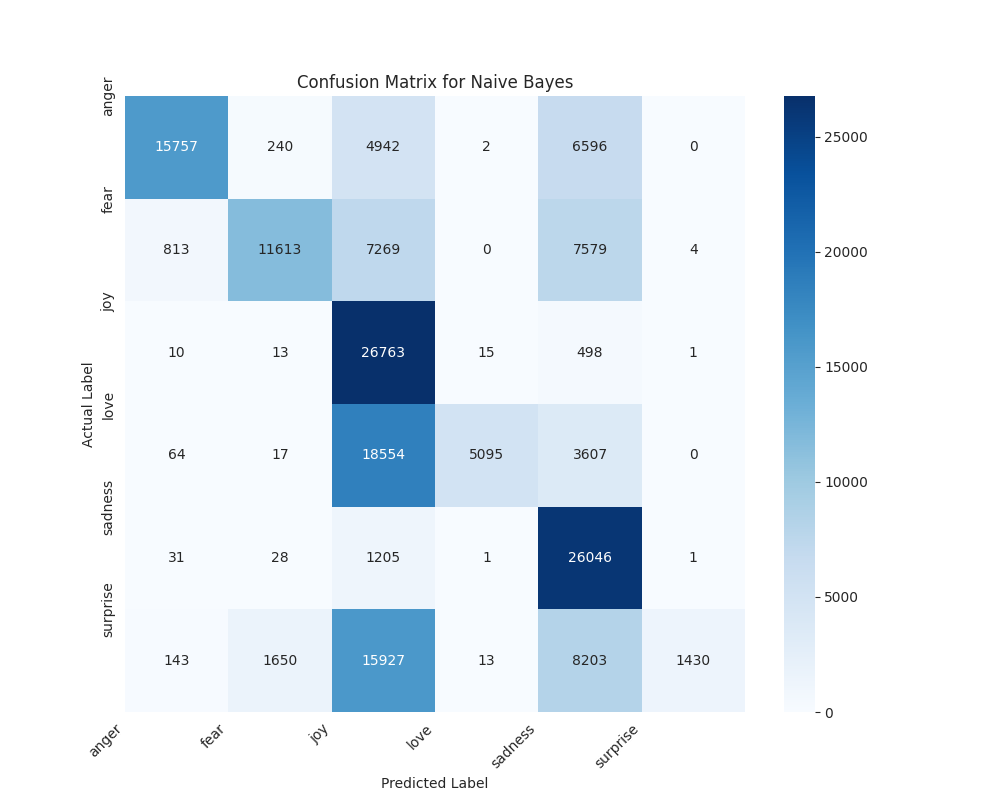 Confusion Matrix for Naive Bayes
anger
15757 240 4942 2 6596 0
fear
813 11613 7269 0 7579 4
joy
10 13 26763 15 498 1
love
64 17 18554 5095 3607 0
sadness
31 28 1205 1 26046 1
surprise
143 1650 15927 13 8203 1430
Actual Label
anger fear joy love sadness surprise
Predicted Label
25000
20000
15000
10000
5000
0